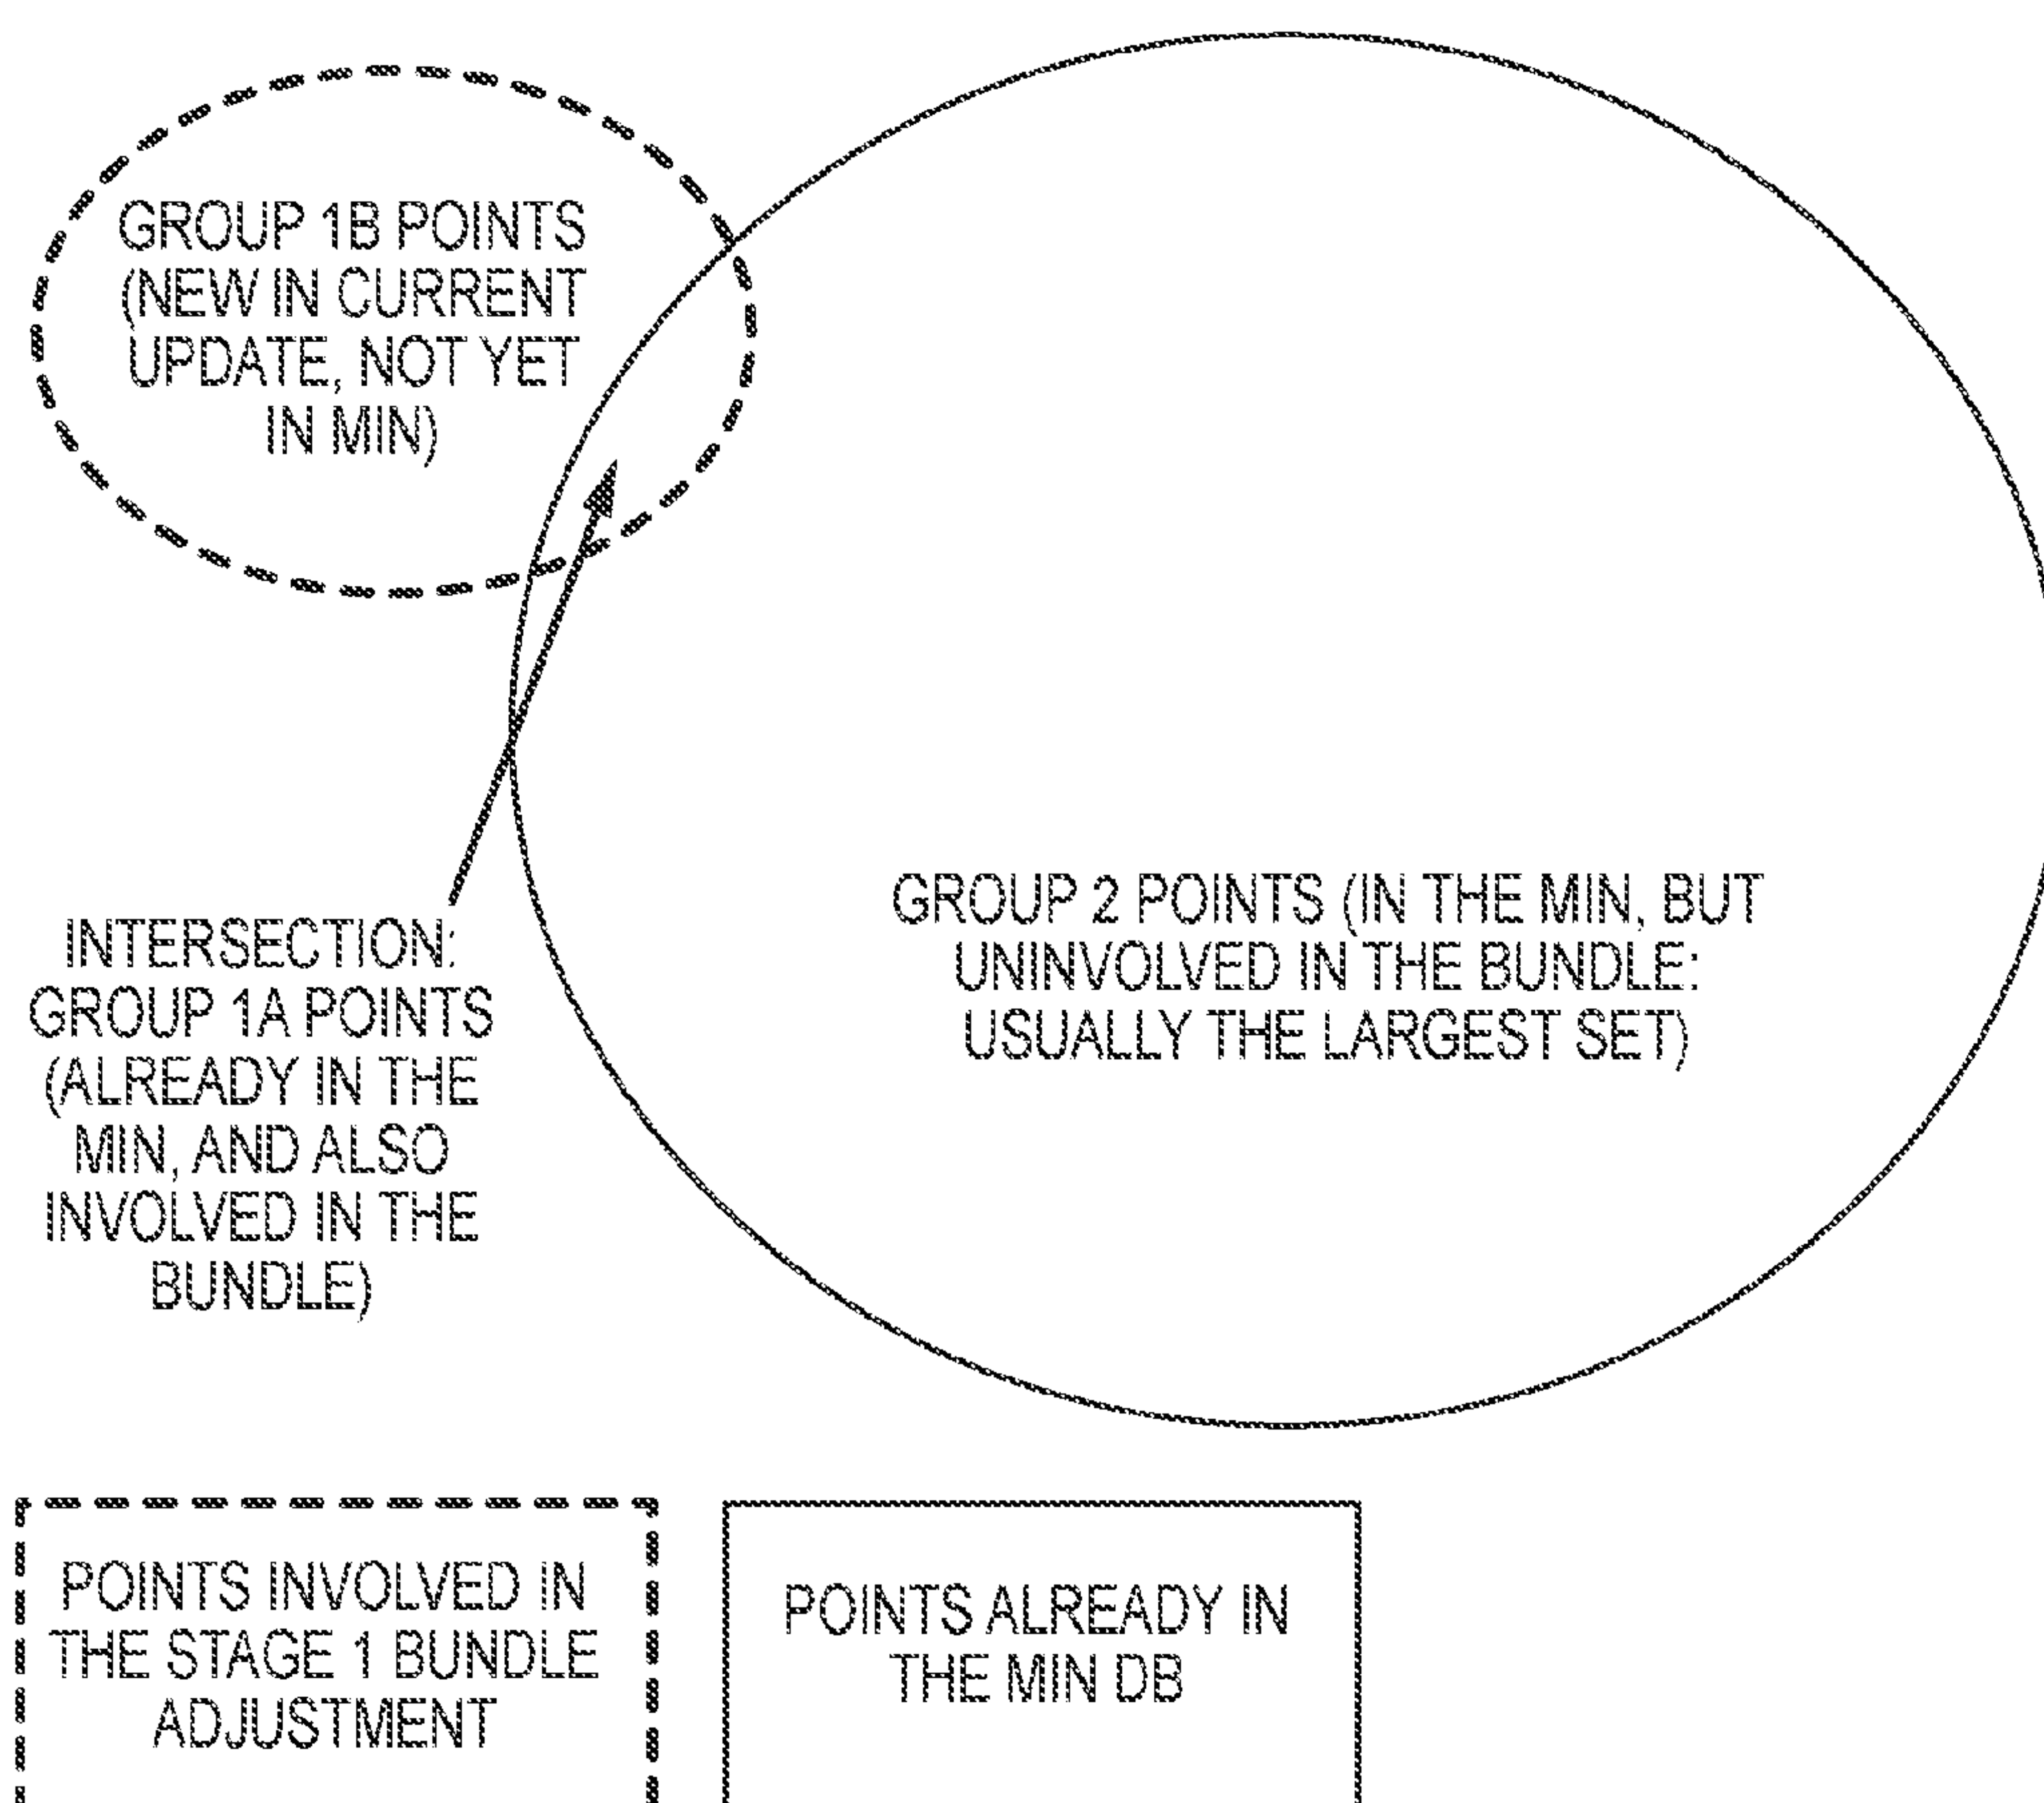 GROUP 1B POINTS
(NEW IN CURRENT
UPDATE, NOT YET
IN MIN)
INTERSECTION:
GROUP 1A POINTS
(ALREADY IN THE
MIN, AND ALSO
INVOLVED IN THE
BUNDLE)
GROUP 2 POINTS (IN THE MIN, BUT
UNINVOLVED IN THE BUNDLE:
USUALLY THE LARGEST SET)
POINTS INVOLVED IN
THE STAGE 1 BUNDLE
ADJUSTMENT
POINTS ALREADY IN
THE MIN DB